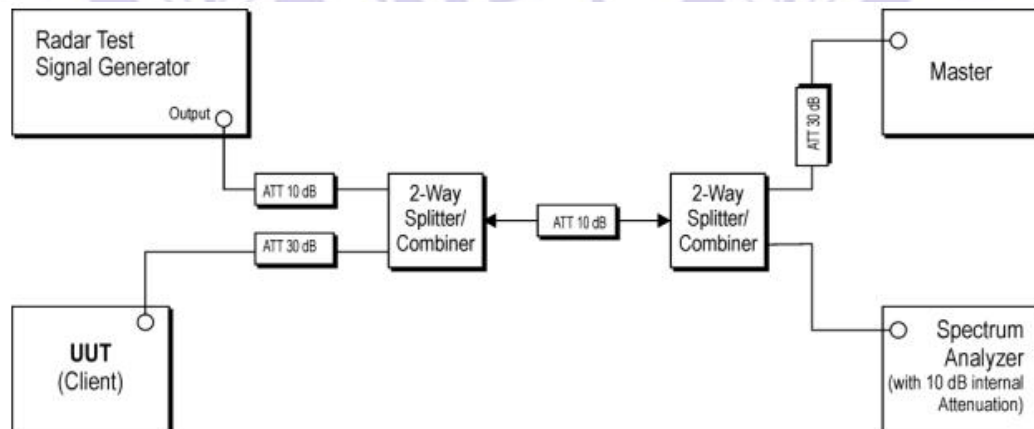 Radar Test
Signal Generator
Output
ATT 10 dB
ATT 30 dB
2-Way
Splitter/
Combiner
ATT 10 dB
2-Way
Splitter/
Combiner
ATT 30 dB
Master
UUT
(Client)
Spectrum
Analyzer
(with 10 dB internal
Attenuation)